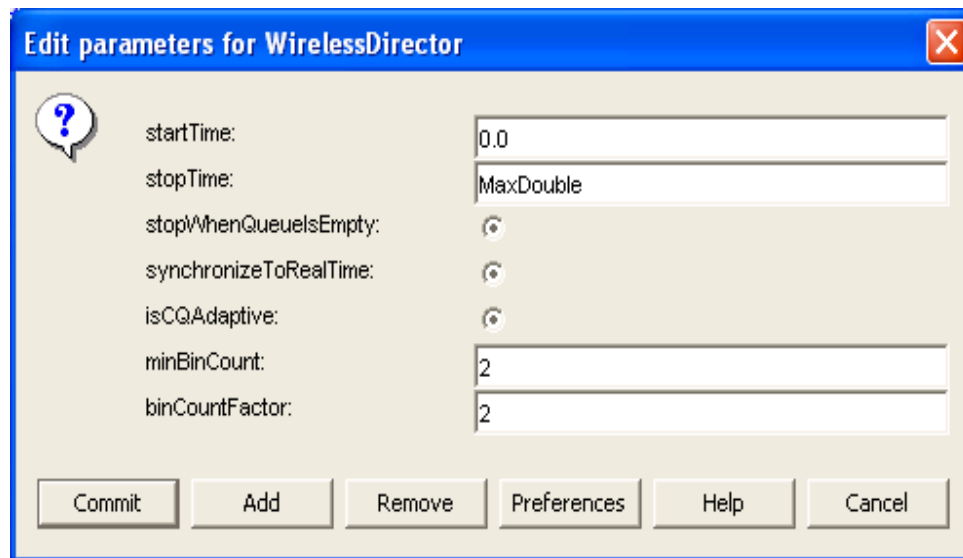 Edit parameters for WirelessDirector
?
startTime: 0.0
stopTime: MaxDouble
stopWhenQueueIsEmpty:
synchronizeToRealTime:
isCQAdaptive:
minBinCount: 2
binCountFactor: 2
Commit Add Remove Preferences Help Cancel